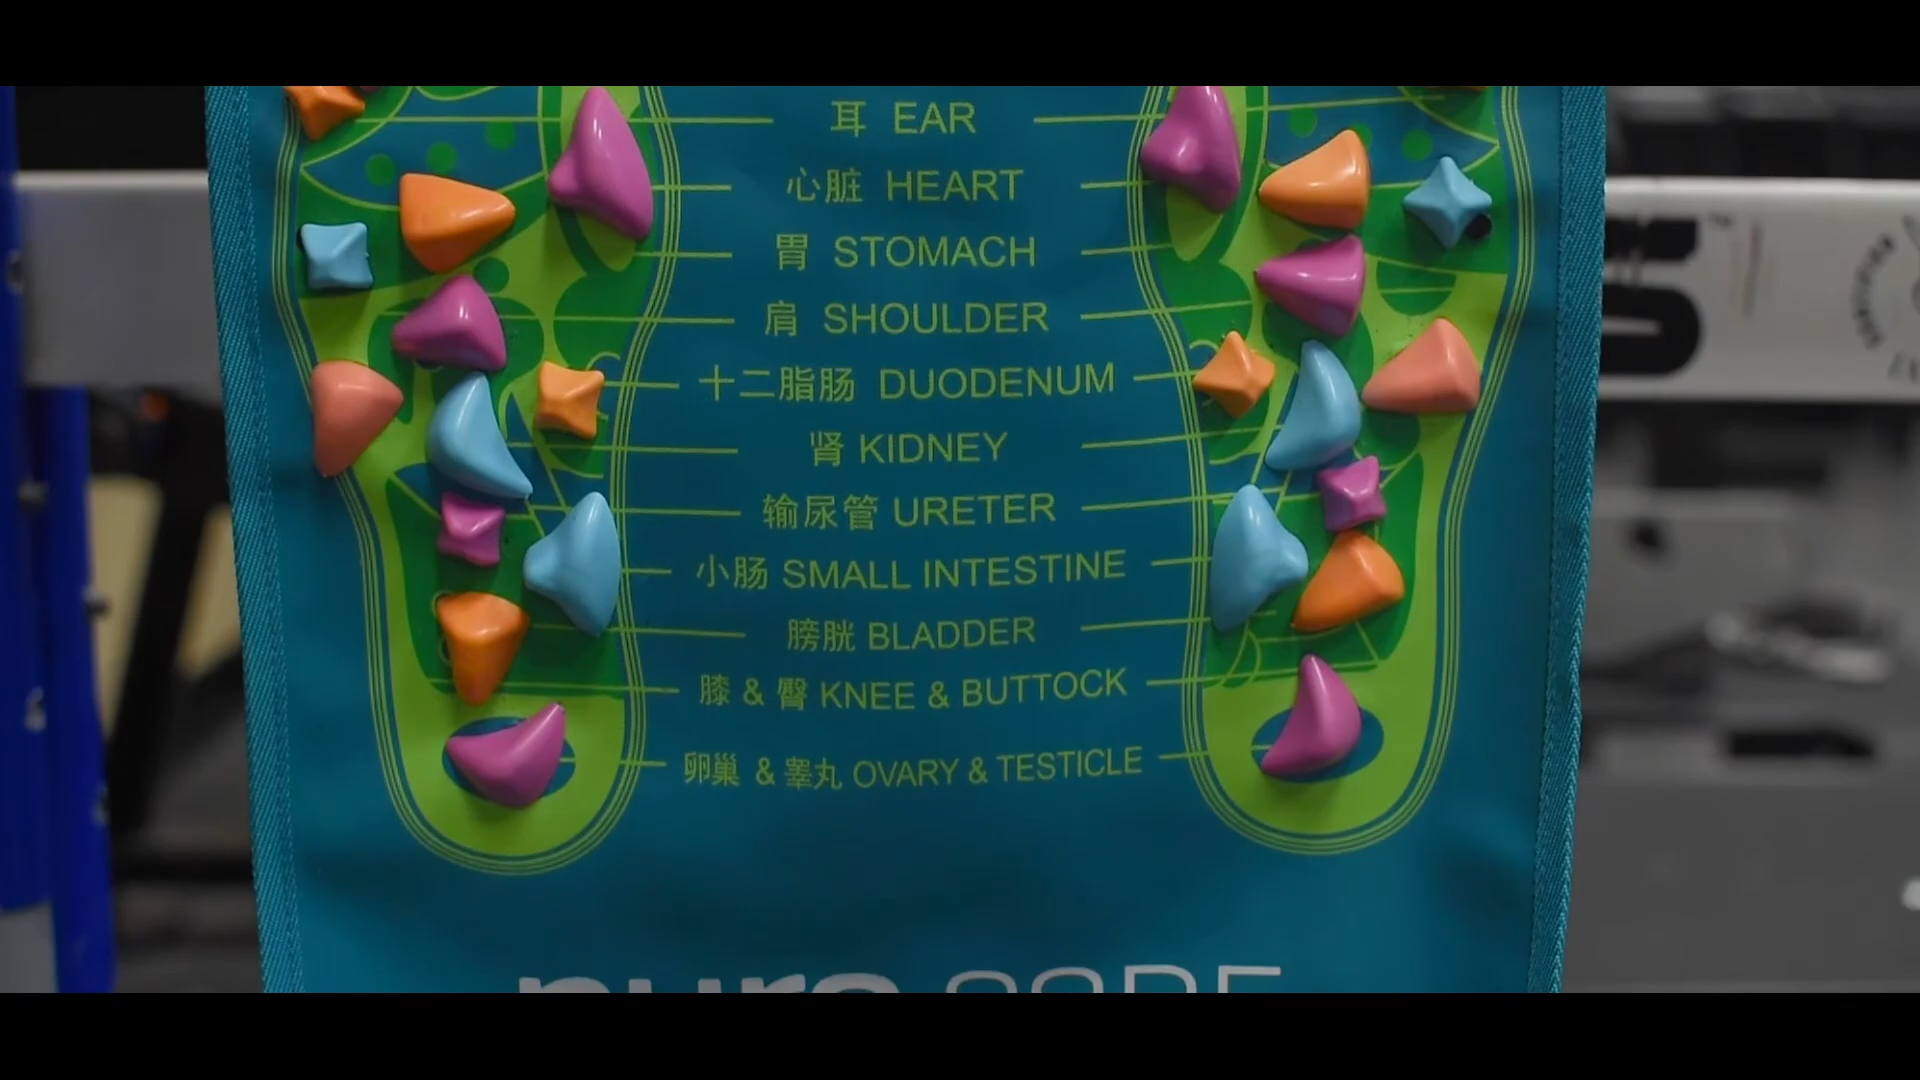 耳 EAR
心脏 HEART
胃 STOMACH
肩 SHOULDER
十二脂肠 DUODENUM
肾 KIDNEY
输尿管 URETER
小肠 SMALL INTESTINE
膀胱 BLADDER
膝 & 臀 KNEE & BUTTOCK
卵巢 & 睾丸 OVARY & TESTICLE